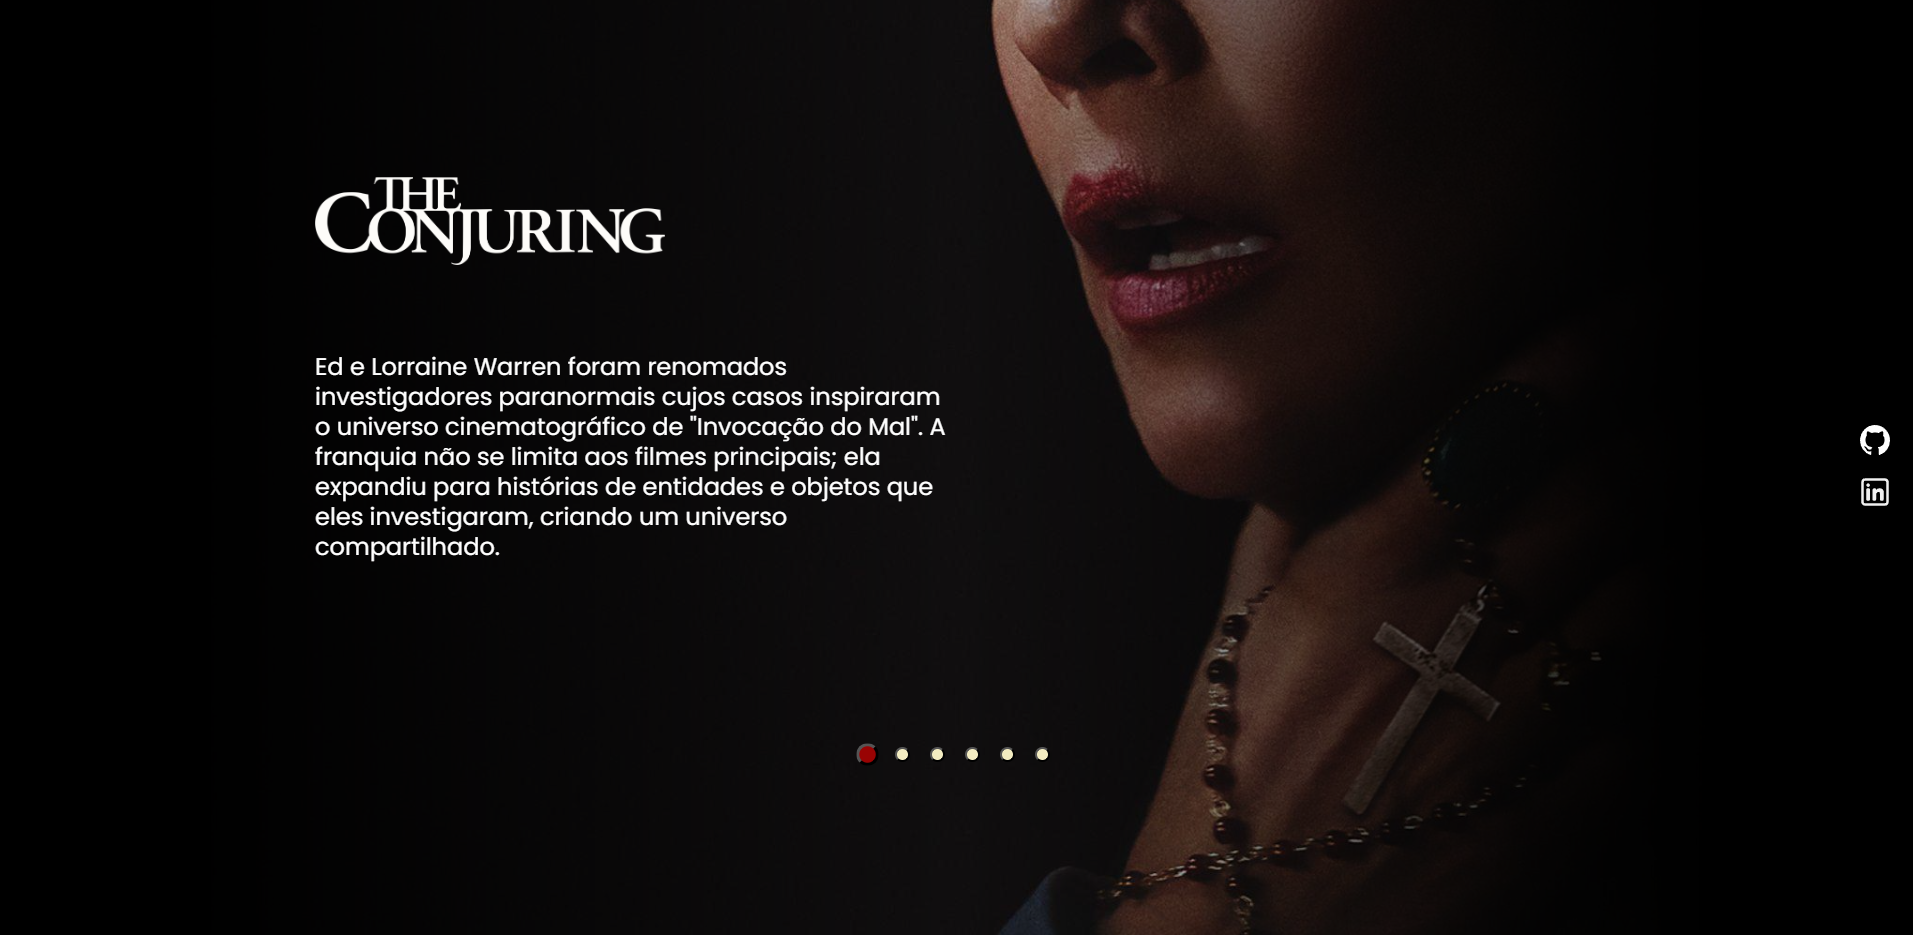 THE
CONJURING
Ed e Lorraine Warren foram renomados
investigadores paranormais cujos casos inspiraram
o universo cinematográfico de "Invocação do Mal". A
franquia não se limita aos filmes principais; ela
expandiu para histórias de entidades e objetos que
eles investigaram, criando um universo
compartilhado.
in